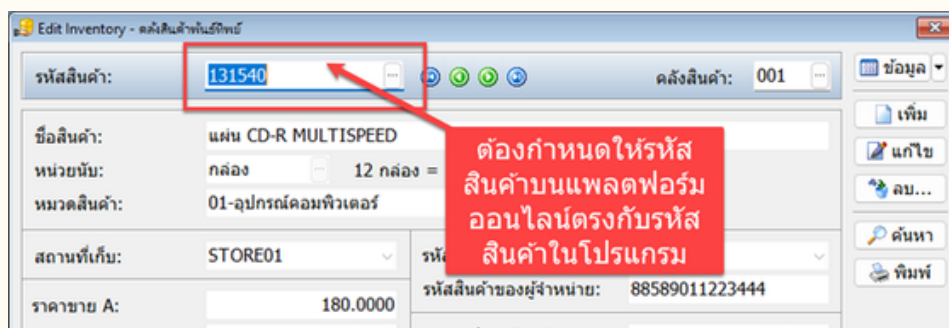 Edit Inventory - คลังสินค้าพันธ์ทิพย์
รหัสสินค้า: 131540 ... คลังสินค้า: 001 ... ข้อมูล
เพิ่ม
ชื่อสินค้า: แผ่น CD-R MULTISPEED
แก้ไข
หน่วยนับ: กล่อง ... 12 กล่อง =
ลบ...
หมวดสินค้า: 01-อุปกรณ์คอมพิวเตอร์
ต้องกำหนดให้รหัส
สินค้าบนแพลตฟอร์ม
ออนไลน์ตรงกับรหัส
สินค้าในโปรแกรม
ค้นหา
สถานที่เก็บ: STORE01
พิมพ์
รหัสสินค้าของผู้จำหน่าย: 88589011223444
ราคาขาย A: 180.0000